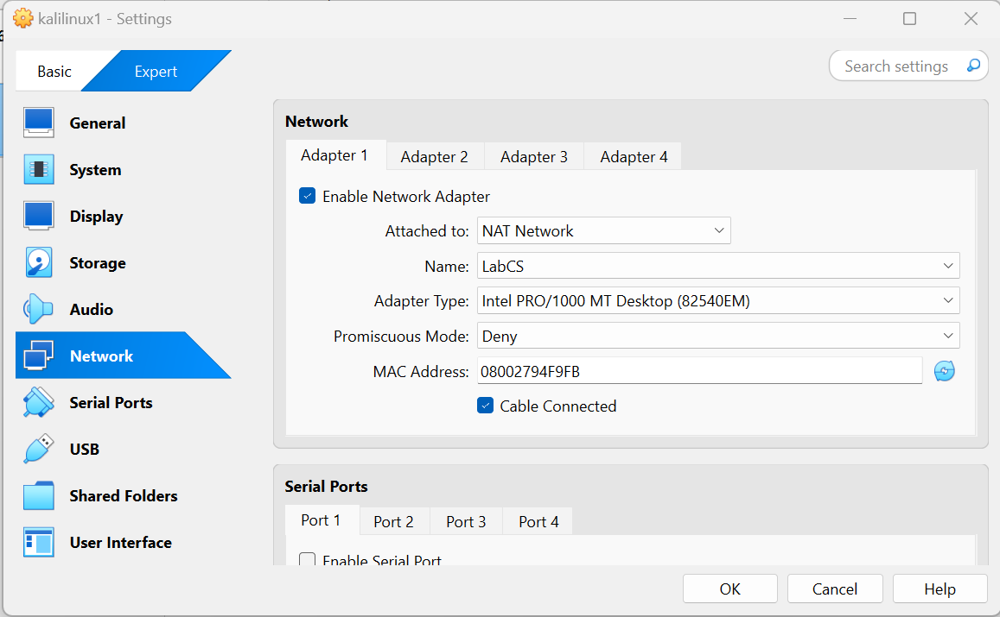 kalilinux1 - Settings
Basic
Expert
Search settings
General
System
Display
Storage
Audio
Network
Serial Ports
USB
Shared Folders
User Interface
Network
Adapter 1
Adapter 2
Adapter 3
Adapter 4
Enable Network Adapter
Attached to: NAT Network
Name: LabCS
Adapter Type: Intel PRO/1000 MT Desktop (82540EM)
Promiscuous Mode: Deny
MAC Address: 08002794F9FB
Cable Connected
Serial Ports
Port 1
Port 2
Port 3
Port 4
Enable Serial Port
OK
Cancel
Help